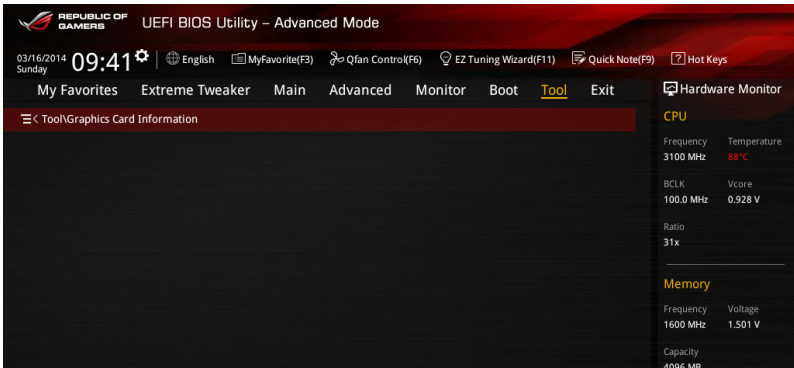 REPUBLIC OF
GAMERS
UEFI BIOS Utility – Advanced Mode
03/16/2014
Sunday
09:41
English
MyFavorite(F3)
Qfan Control(F6)
EZ Tuning Wizard(F11)
Quick Note(F9)
? Hot Keys
My Favorites Extreme Tweaker Main Advanced Monitor Boot Tool Exit
Hardware Monitor
< Tool\Graphics Card Information
CPU
Frequency Temperature
3100 MHz 88°C
BCLK Vcore
100.0 MHz 0.928 V
Ratio
31x
Memory
Frequency Voltage
1600 MHz 1.501 V
Capacity
4096 MB